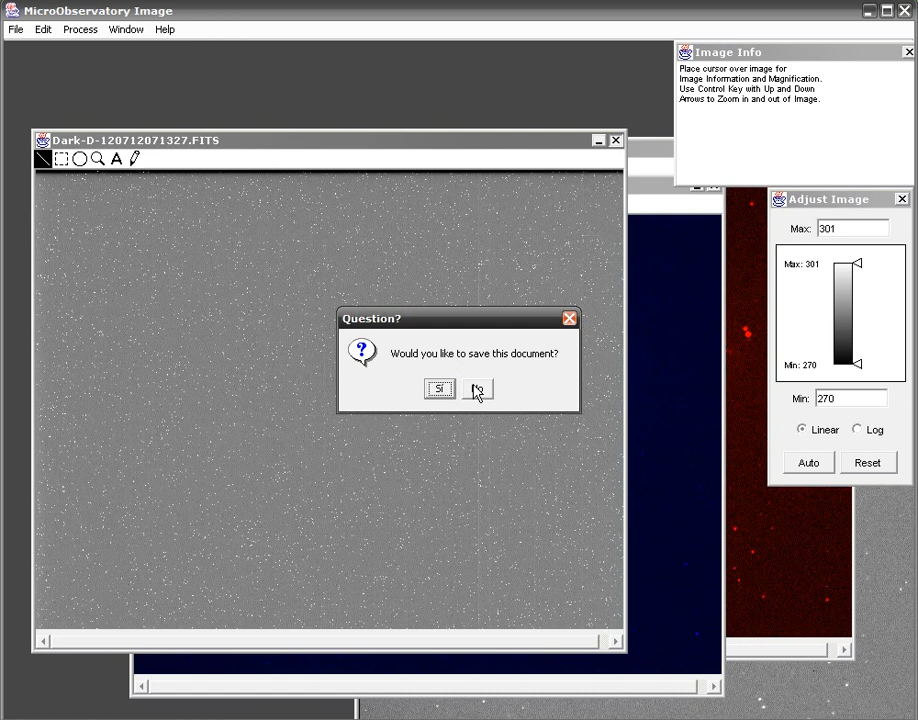 MicroObservatory Image
File Edit Process Window Help
Image Info
Place cursor over image for
Image Information and Magnification.
Use Control Key with Up and Down
Arrows to Zoom in and out of Image.
Dark-D-120712071327.FITS
A
Adjust Image
Max: 301
Max: 301
Min: 270
Min: 270
Linear Log
Auto Reset
Question?
Would you like to save this document?
Sí